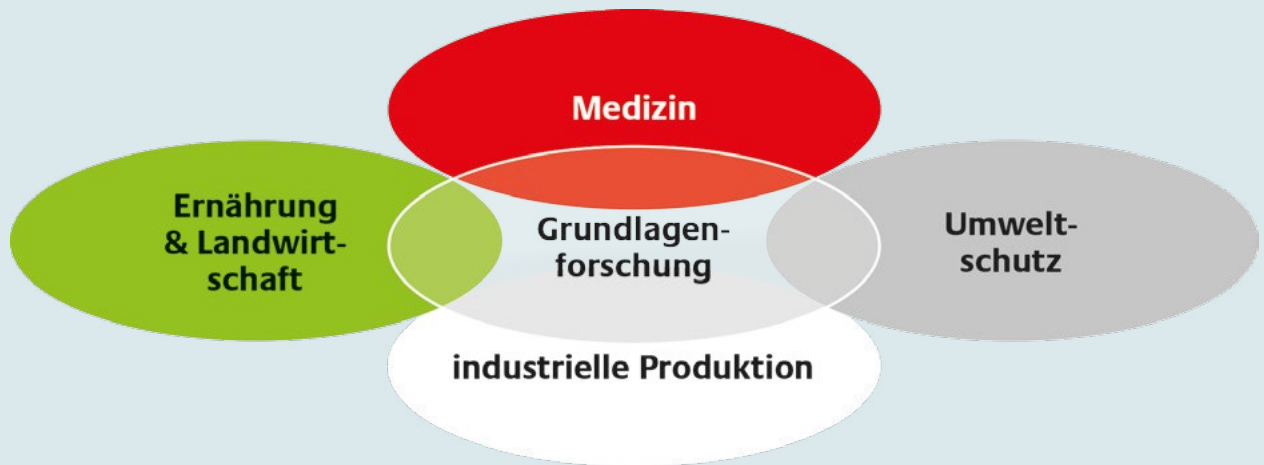 Medizin
Ernährung
& Landwirt-
schaft
Grundlagen-
forschung
Umwelt-
schutz
industrielle Produktion